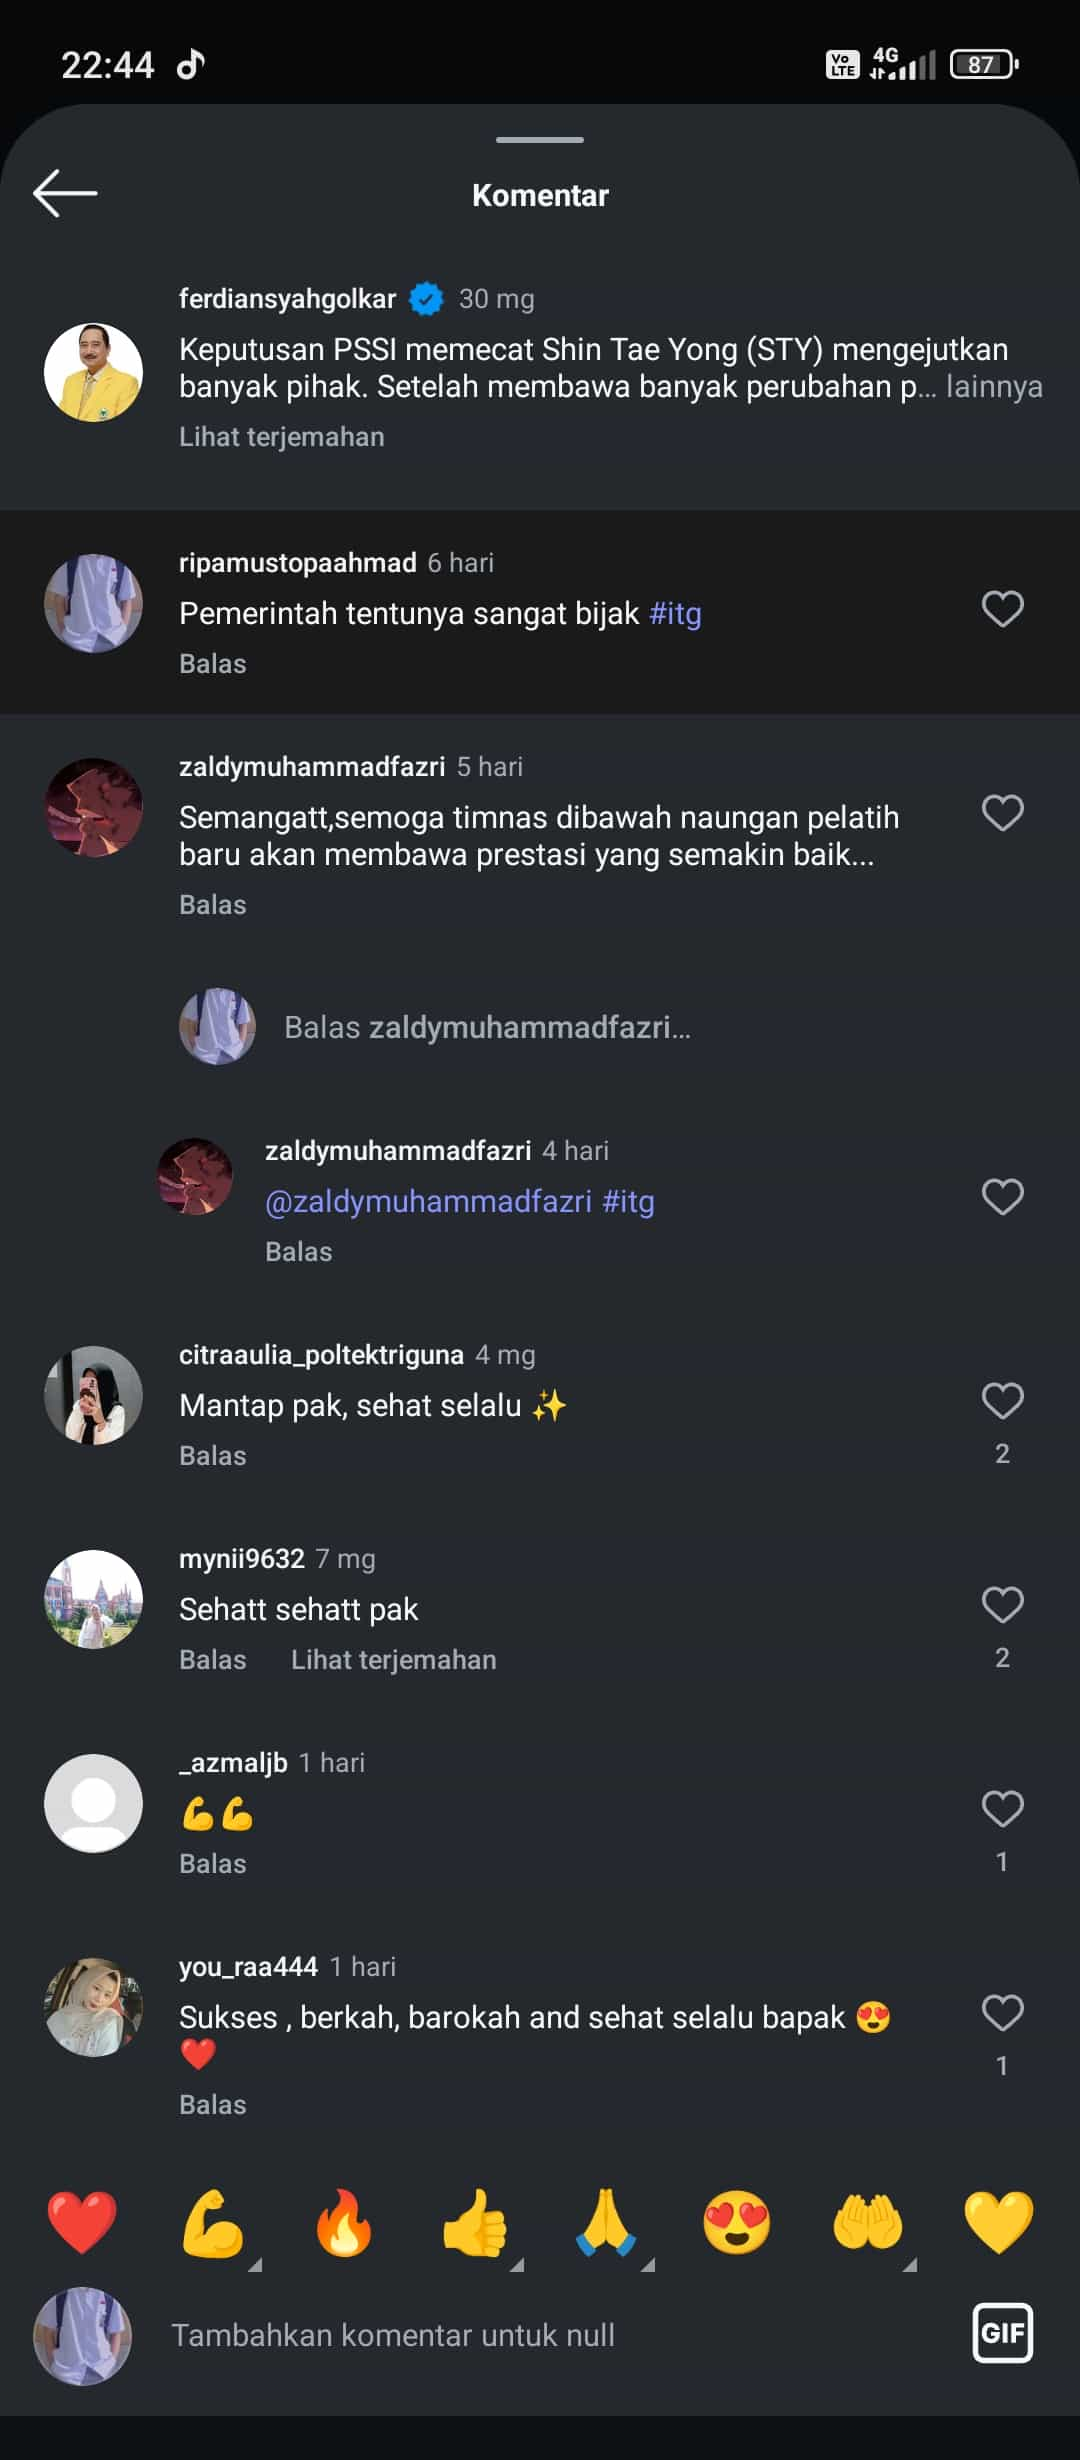 22:44
Vo LTE 4G 87
Komentar
ferdiansyahgolkar 30 mg
Keputusan PSSI memecat Shin Tae Yong (STY) mengejutkan
banyak pihak. Setelah membawa banyak perubahan p... lainnya
Lihat terjemahan
ripamustopaahmad 6 hari
Pemerintah tentunya sangat bijak #itg
Balas
zaldymuhammadfazri 5 hari
Semangatt,semoga timnas dibawah naungan pelatih
baru akan membawa prestasi yang semakin baik...
Balas
Balas zaldymuhammadfazri...
zaldymuhammadfazri 4 hari
@zaldymuhammadfazri #itg
Balas
citraaulia_poltektriguna 4 mg
Mantap pak, sehat selalu ✨
Balas
2
mynii9632 7 mg
Sehatt sehatt pak
Balas Lihat terjemahan
2
_azmaljb 1 hari
💪💪
Balas
1
you_raa444 1 hari
Sukses , berkah, barokah and sehat selalu bapak 😍
❤️
Balas
1
❤️ 💪 🔥 👍 🙏 😍 🤲 💛
Tambahkan komentar untuk null
GIF